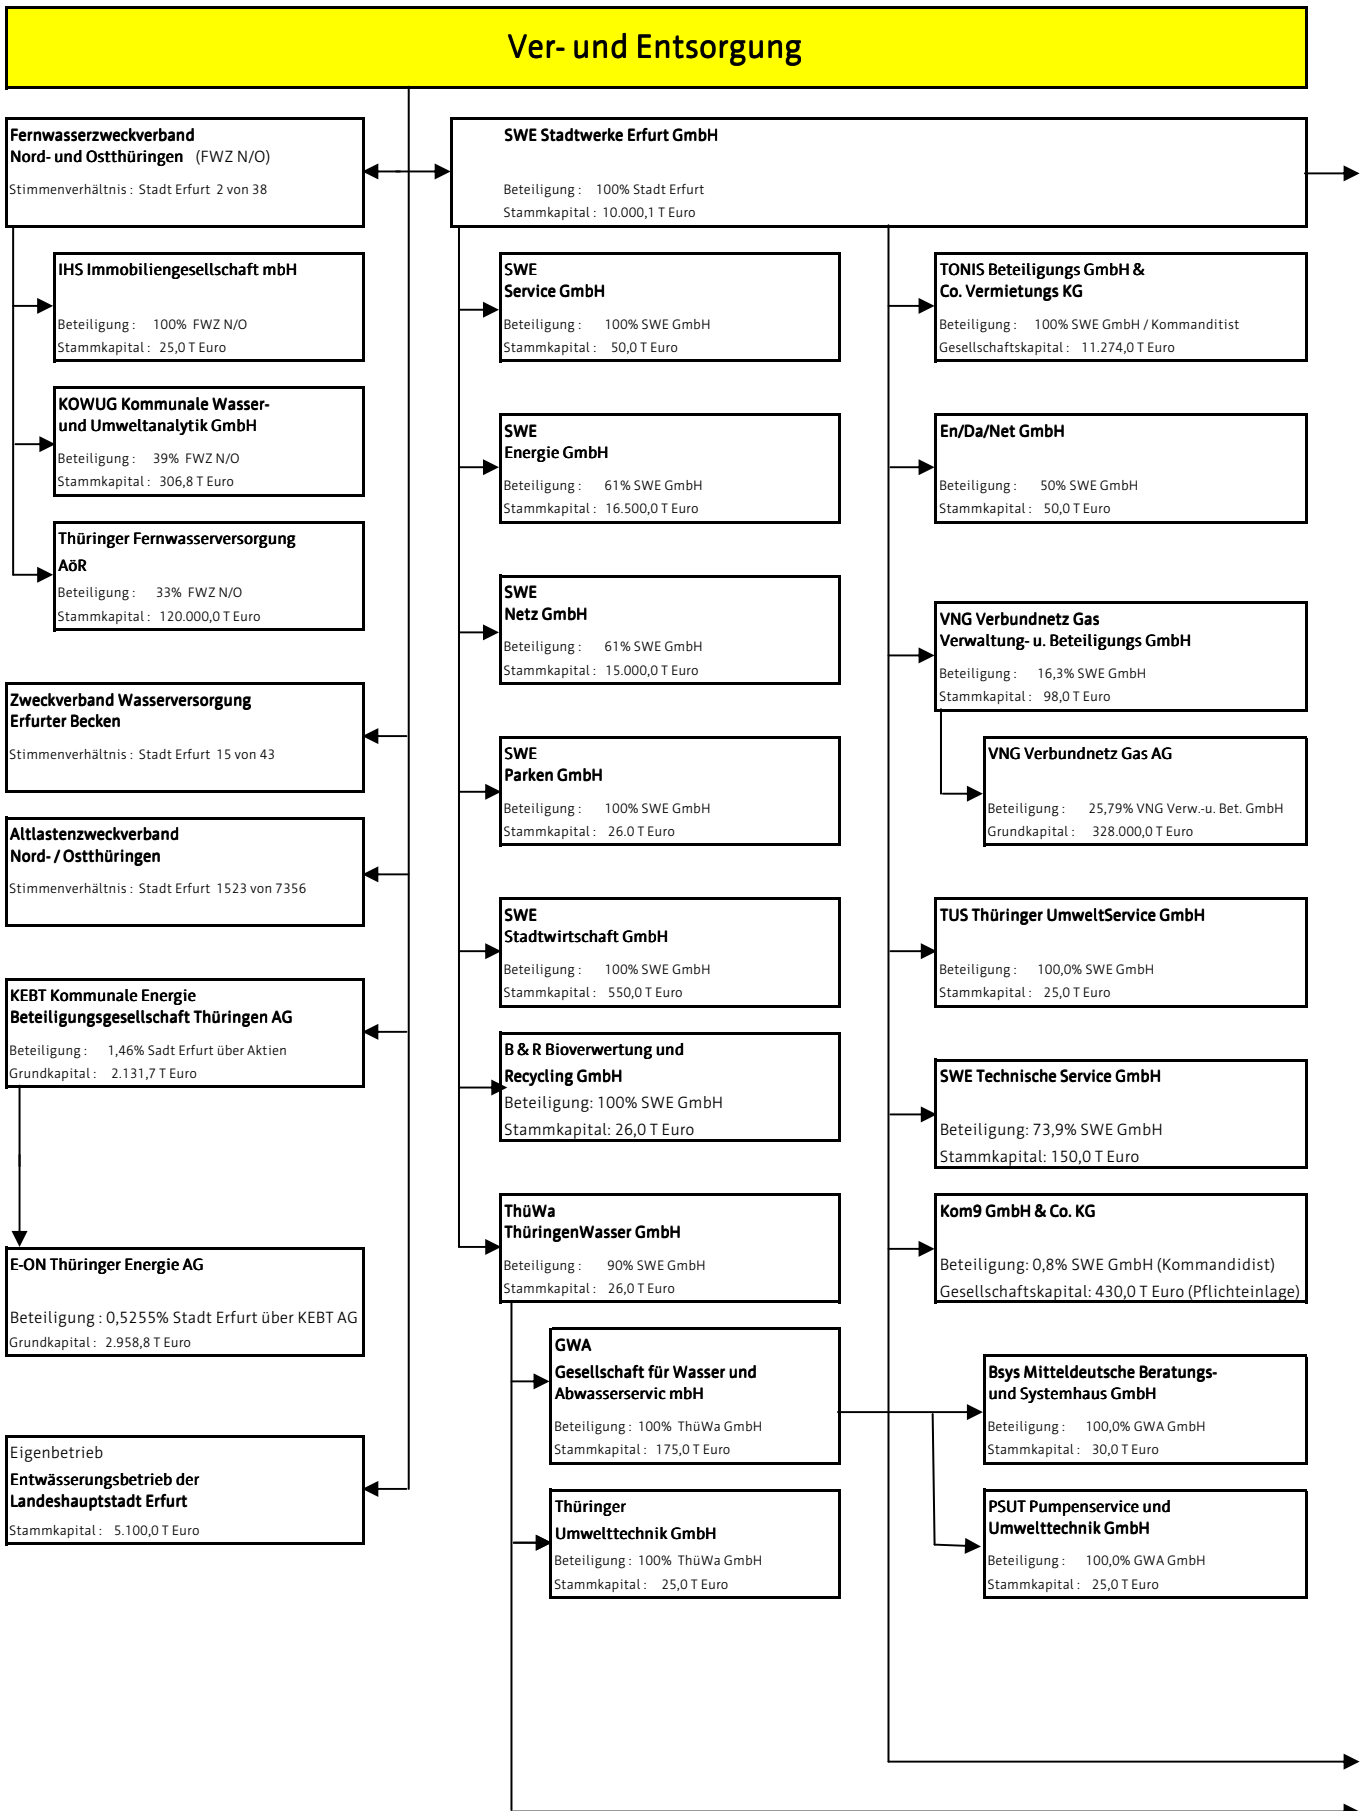 Ver- und Entsorgung
Fernwasserzweckverband
Nord- und Ostthüringen (FWZ N/O)
Stimmenverhältnis : Stadt Erfurt 2 von 38
IHS Immobiliengesellschaft mbH
Beteiligung : 100% FWZ N/O
Stammkapital : 25,0 T Euro
KOWUG Kommunale Wasser-
und Umweltanalytik GmbH
Beteiligung : 39% FWZ N/O
Stammkapital : 306,8 T Euro
Thüringer Fernwasserversorgung
AöR
Beteiligung : 33% FWZ N/O
Stammkapital : 120.000,0 T Euro
Zweckverband Wasserversorgung
Erfurter Becken
Stimmenverhältnis : Stadt Erfurt 15 von 43
Altlastenzweckverband
Nord- / Ostthüringen
Stimmenverhältnis : Stadt Erfurt 1523 von 7356
KEBT Kommunale Energie
Beteiligungsgesellschaft Thüringen AG
Beteiligung : 1,46% Sadt Erfurt über Aktien
Grundkapital : 2.131,7 T Euro
E-ON Thüringer Energie AG
Beteiligung : 0,5255% Stadt Erfurt über KEBT AG
Grundkapital : 2.958,8 T Euro
Eigenbetrieb
Entwässerungsbetrieb der
Landeshauptstadt Erfurt
Stammkapital : 5.100,0 T Euro
SWE Stadtwerke Erfurt GmbH
Beteiligung : 100% Stadt Erfurt
Stammkapital : 10.000,1 T Euro
SWE
Service GmbH
Beteiligung : 100% SWE GmbH
Stammkapital : 50,0 T Euro
SWE
Energie GmbH
Beteiligung : 61% SWE GmbH
Stammkapital : 16.500,0 T Euro
SWE
Netz GmbH
Beteiligung : 61% SWE GmbH
Stammkapital : 15.000,0 T Euro
SWE
Parken GmbH
Beteiligung : 100% SWE GmbH
Stammkapital : 26.0 T Euro
SWE
Stadtwirtschaft GmbH
Beteiligung : 100% SWE GmbH
Stammkapital : 550,0 T Euro
B & R Bioverwertung und
Recycling GmbH
Beteiligung: 100% SWE GmbH
Stammkapital: 26,0 T Euro
ThüWa
ThüringenWasser GmbH
Beteiligung : 90% SWE GmbH
Stammkapital : 26,0 T Euro
GWA
Gesellschaft für Wasser und
Abwasserservic mbH
Beteiligung : 100% ThüWa GmbH
Stammkapital : 175,0 T Euro
Thüringer
Umwelttechnik GmbH
Beteiligung : 100% ThüWa GmbH
Stammkapital : 25,0 T Euro
TONIS Beteiligungs GmbH &
Co. Vermietungs KG
Beteiligung : 100% SWE GmbH / Kommanditist
Gesellschaftskapital : 11.274,0 T Euro
En/Da/Net GmbH
Beteiligung : 50% SWE GmbH
Stammkapital : 50,0 T Euro
VNG Verbundnetz Gas
Verwaltung- u. Beteiligungs GmbH
Beteiligung : 16,3% SWE GmbH
Stammkapital : 98,0 T Euro
VNG Verbundnetz Gas AG
Beteiligung : 25,79% VNG Verw.-u. Bet. GmbH
Grundkapital : 328.000,0 T Euro
TUS Thüringer UmweltService GmbH
Beteiligung : 100,0% SWE GmbH
Stammkapital : 25,0 T Euro
SWE Technische Service GmbH
Beteiligung: 73,9% SWE GmbH
Stammkapital: 150,0 T Euro
Kom9 GmbH & Co. KG
Beteiligung: 0,8% SWE GmbH (Kommandidist)
Gesellschaftskapital: 430,0 T Euro (Pflichteinlage)
Bsys Mitteldeutsche Beratungs-
und Systemhaus GmbH
Beteiligung : 100,0% GWA GmbH
Stammkapital : 30,0 T Euro
PSUT Pumpenservice und
Umwelttechnik GmbH
Beteiligung : 100,0% GWA GmbH
Stammkapital : 25,0 T Euro